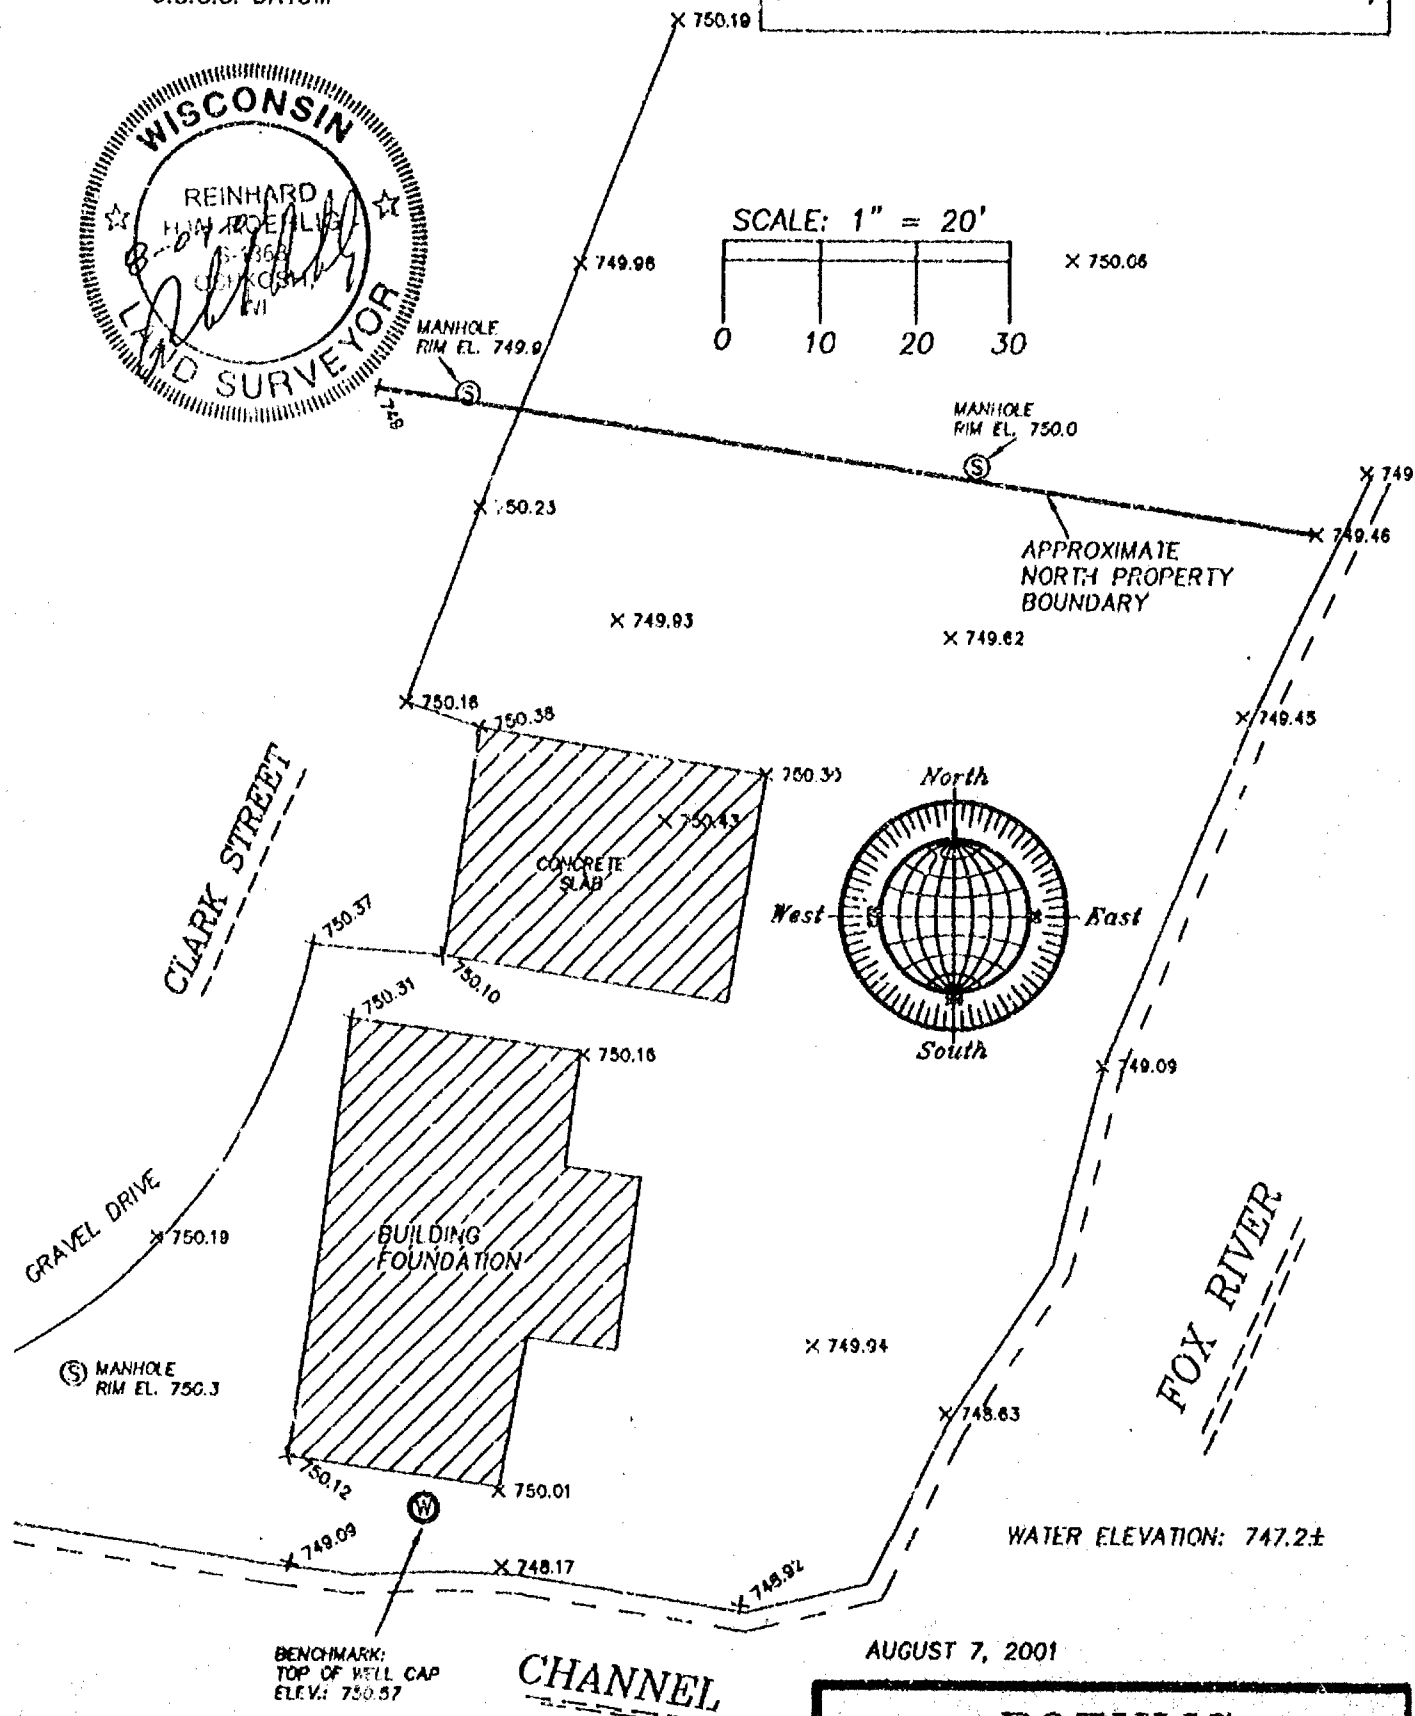 750.19
WISCONSIN
REINHARD
LAND SURVEYOR
SCALE: 1" = 20'
0 10 20 30
749.96
750.06
MANHOLE
RIM EL. 749.9
MANHOLE
RIM EL. 750.0
749
749.46
750.23
APPROXIMATE
NORTH PROPERTY
BOUNDARY
749.93
749.62
750.16
750.38
749.45
CLARK STREET
750.43
CONCRETE
SLAB
North
West
East
South
750.37
750.10
750.31
750.16
749.09
GRAVEL DRIVE
750.19
BUILDING
FOUNDATION
FOX RIVER
749.94
MANHOLE
RIM EL. 750.3
748.63
750.12
750.01
W
WATER ELEVATION: 747.2±
749.09
748.17
748.92
BENCHMARK:
TOP OF WELL CAP
ELEV.: 750.57
CHANNEL
AUGUST 7, 2001